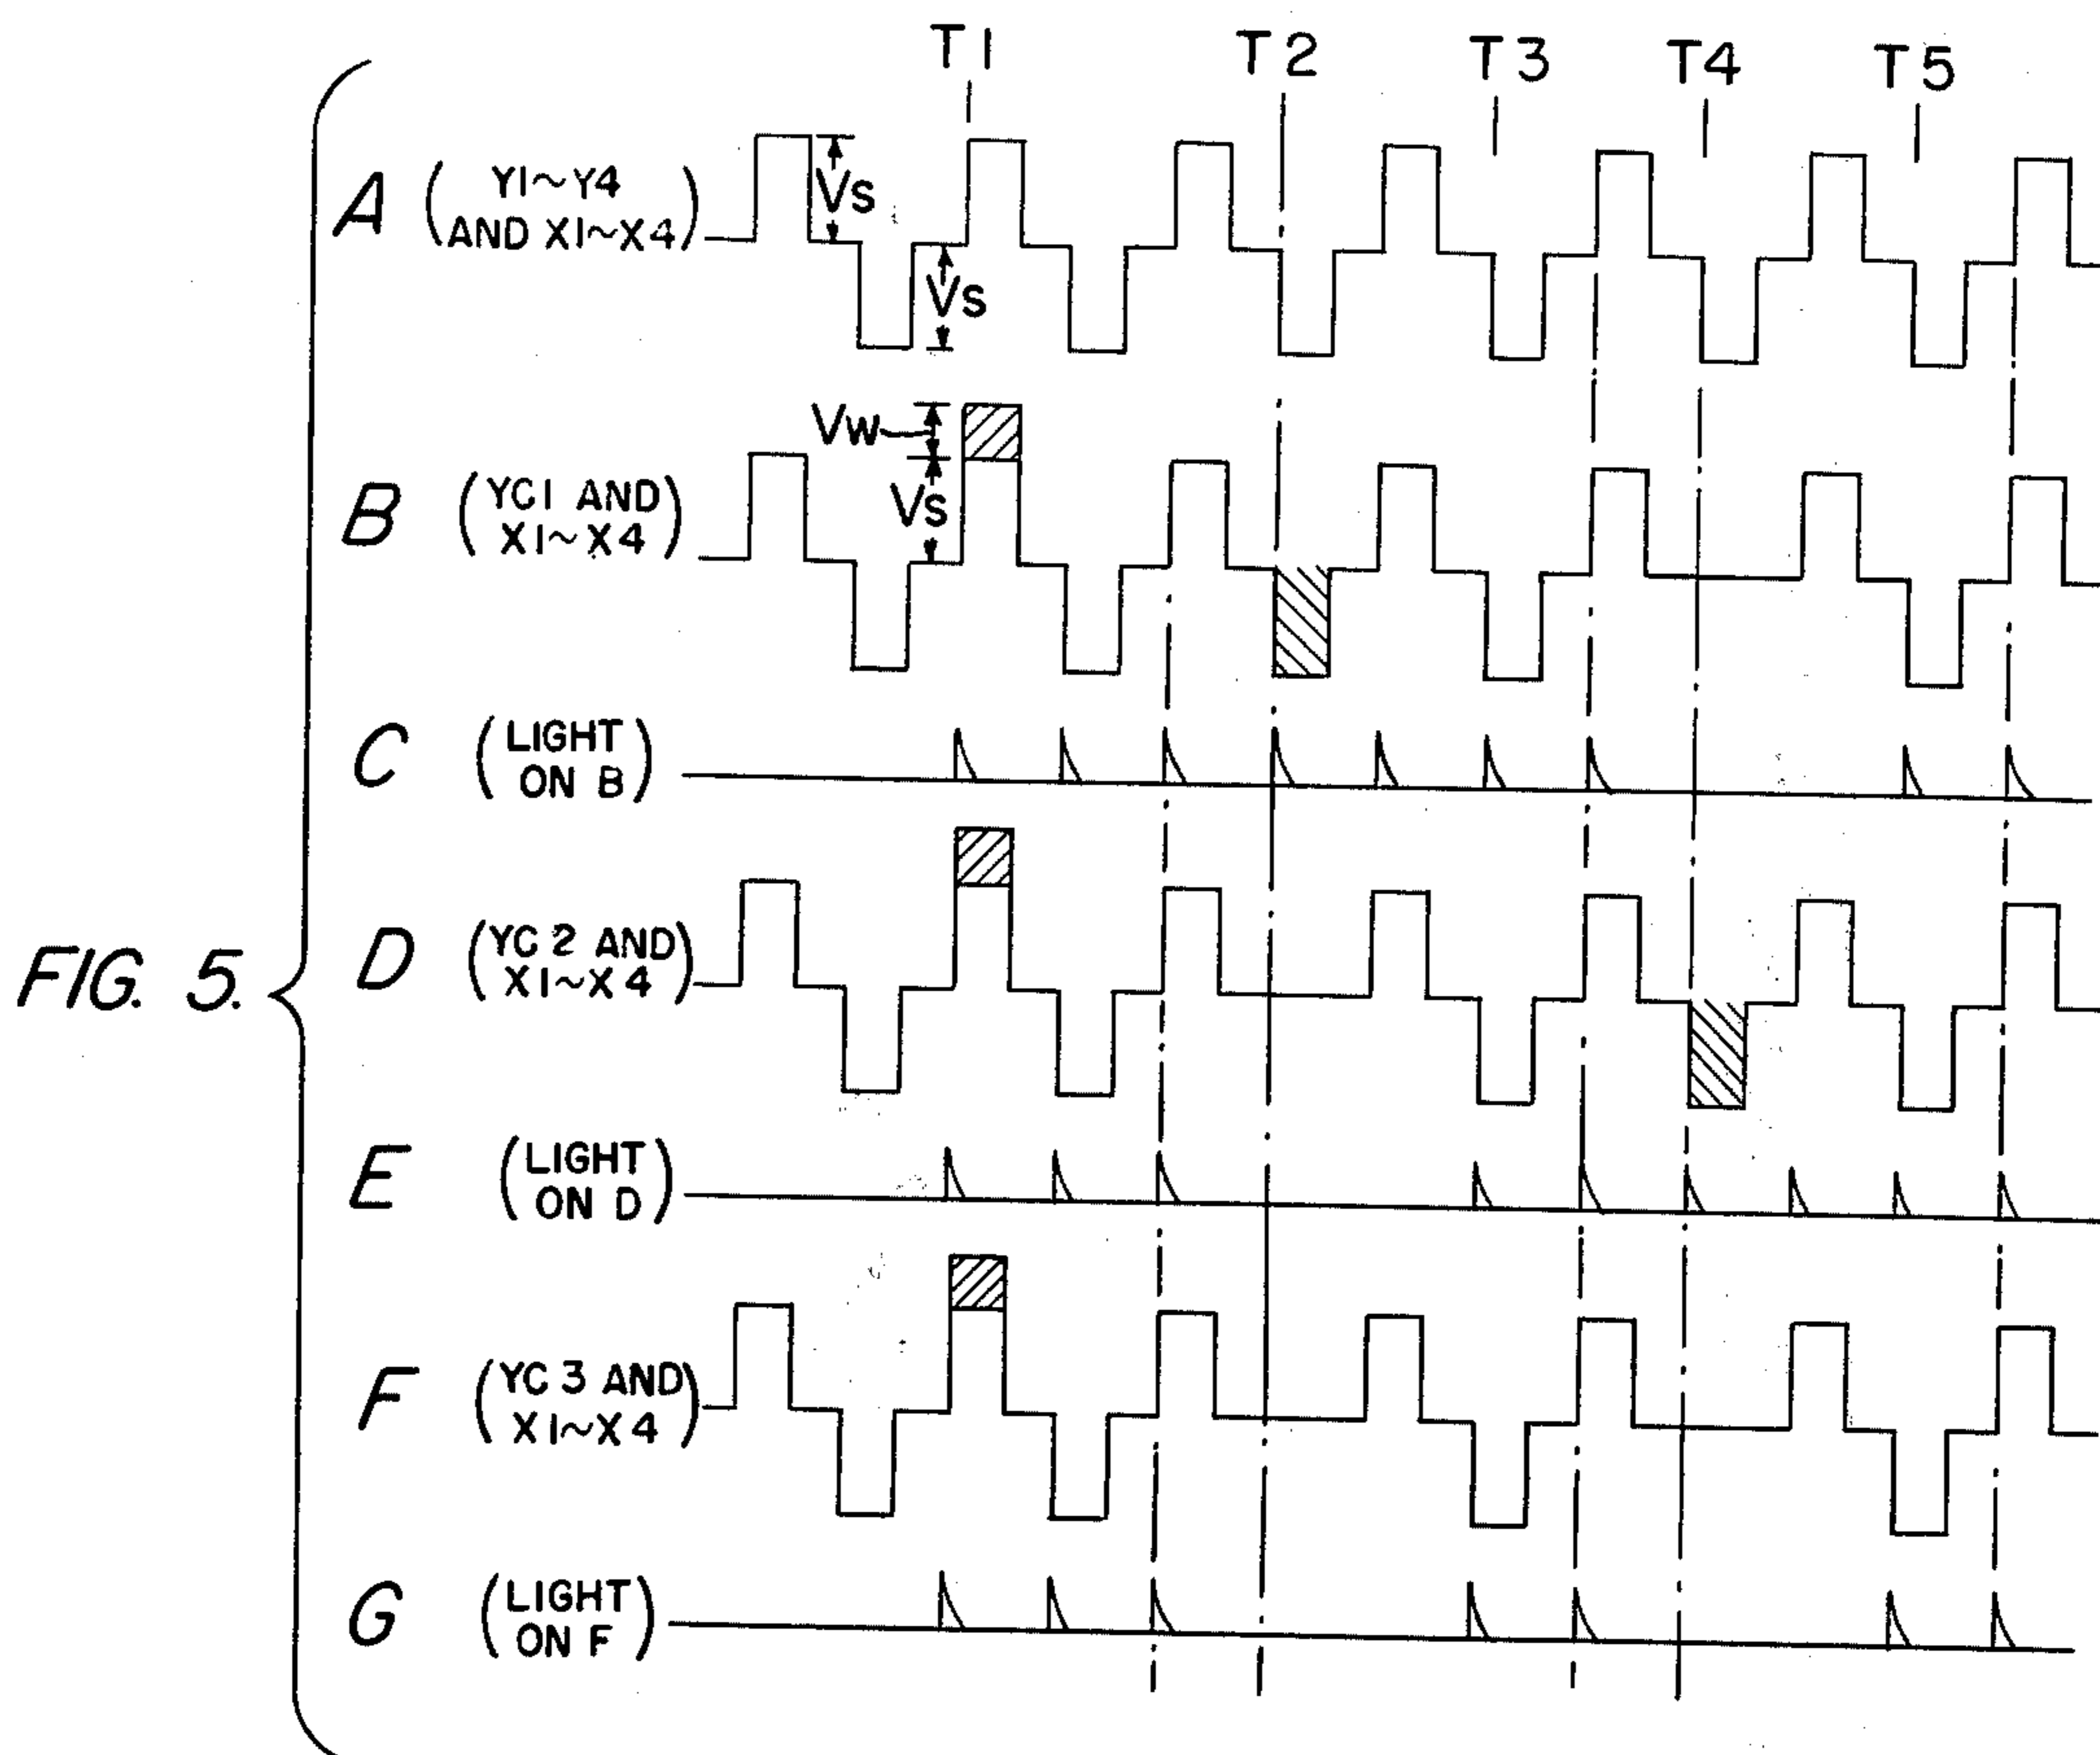 T1 T2 T3 T4 T5
A (Y1~Y4
AND X1~X4)
Vs
Vs
Vw
Vs
B (YC1 AND
X1~X4)
C (LIGHT
ON B)
D (YC 2 AND
X1~X4)
FIG. 5.
E (LIGHT
ON D)
F (YC 3 AND
X1~X4)
G (LIGHT
ON F)